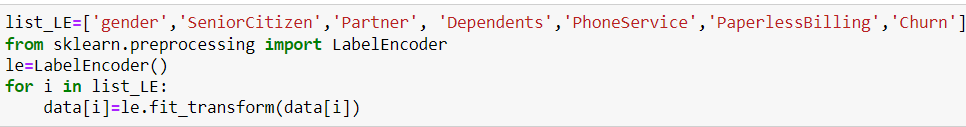 list_LE=['gender','SeniorCitizen','Partner', 'Dependents','PhoneService','PaperlessBilling','Churn']
from sklearn.preprocessing import LabelEncoder
le=LabelEncoder()
for i in list_LE:
    data[i]=le.fit_transform(data[i])